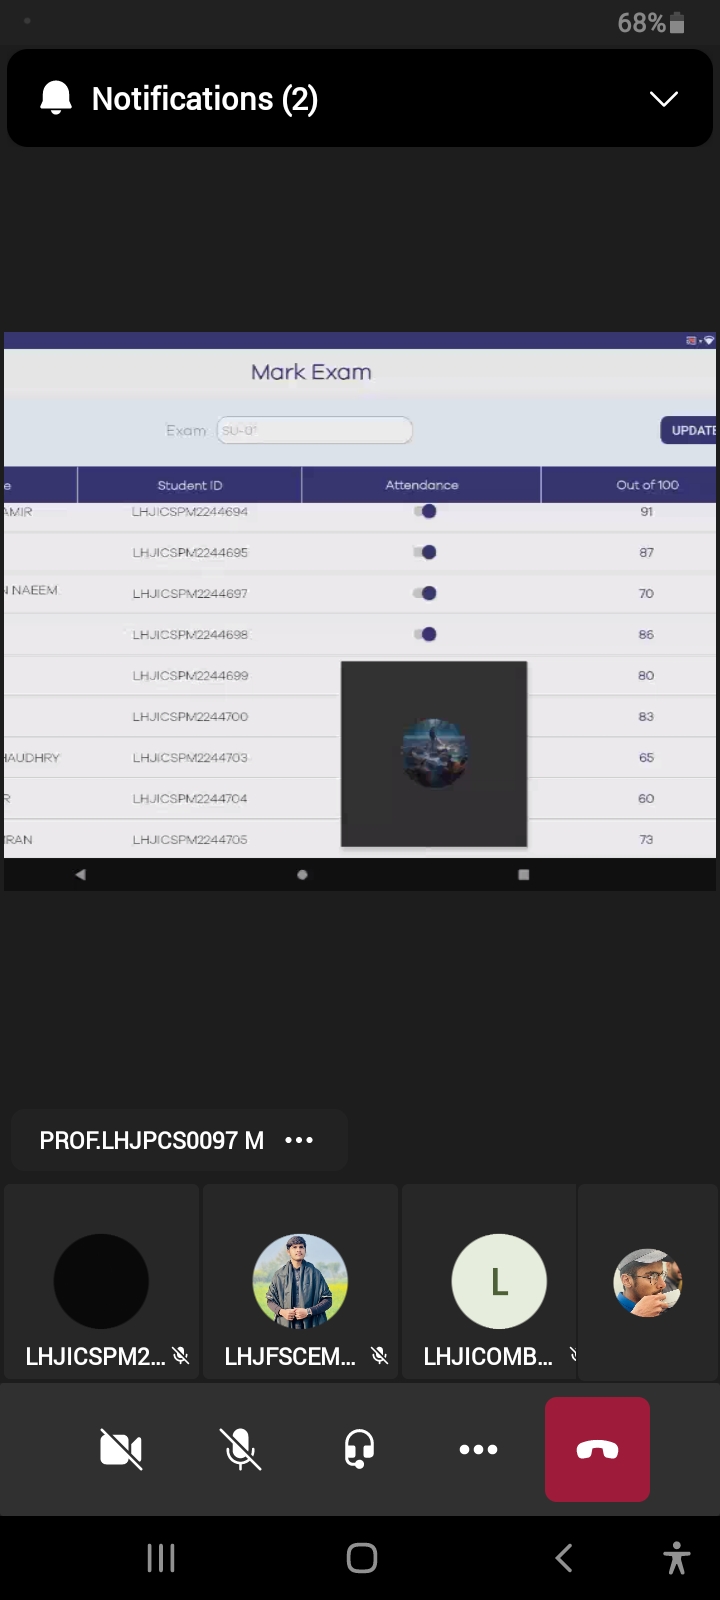 68%
Notifications (2)
Mark Exam
Exam SU-01
UPDATE
e Student ID Attendance Out of 100
AMIR LHJICSPM2244694 91
LHJICSPM2244695 87
N NAEEM LHJICSPM2244697 70
LHJICSPM2244698 86
LHJICSPM2244699 80
LHJICSPM2244700 83
HAUDHRY LHJICSPM2244703 65
R LHJICSPM2244704 60
RAN LHJICSPM2244705 73
PROF.LHJPCS0097 M
L
LHJICSPM2... LHJFSCEM... LHJICOMB...